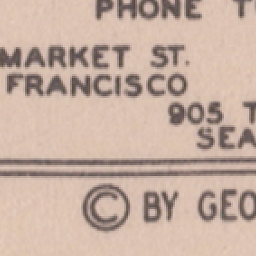 PHONE
MARKET ST.
FRANCISCO
905
SEA
© BY GEO